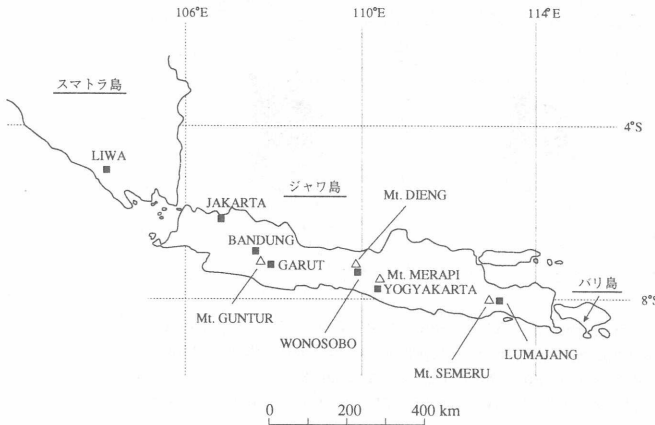 106°E
110°E
114°E
スマトラ島
4°S
LIWA
ジャワ島
Mt. DIENG
JAKARTA
BANDUNG
GARUT
Mt. MERAPI
YOGYAKARTA
バリ島
8°S
Mt. GUNTUR
WONOSOBO
LUMAJANG
Mt. SEMERU
0 200 400 km